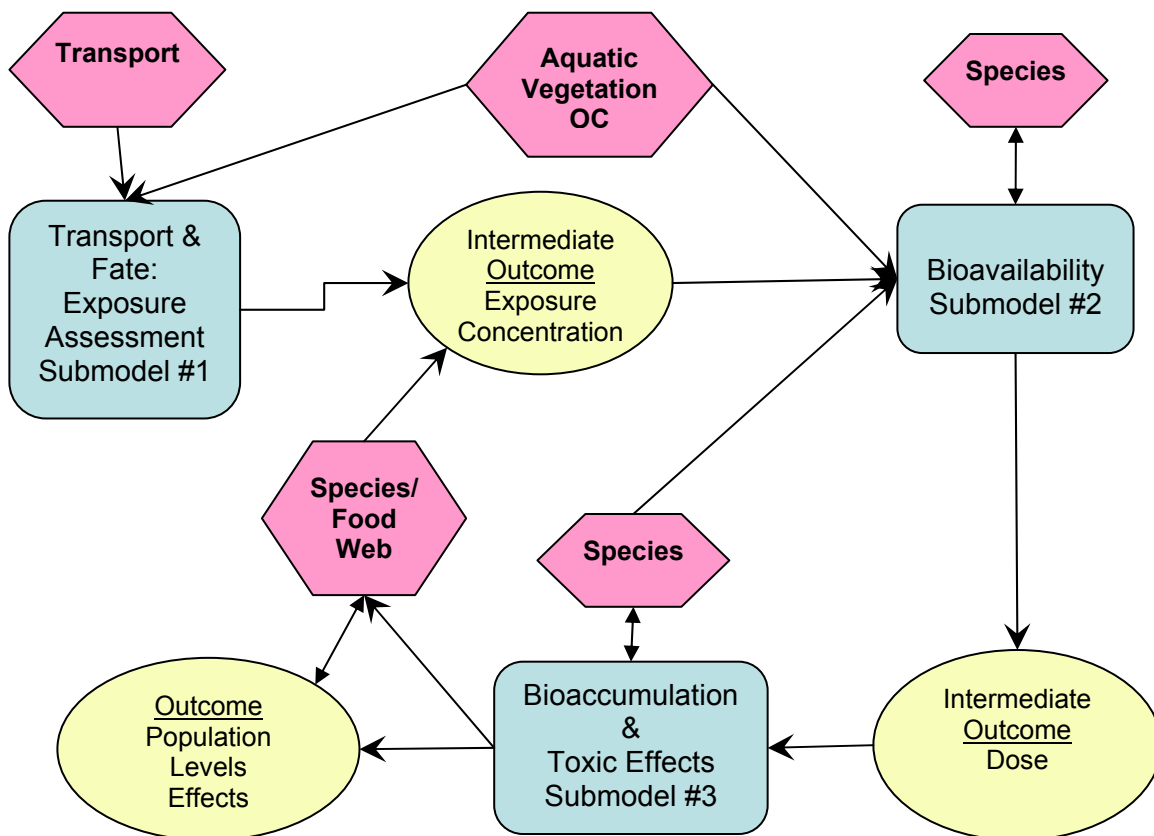 Transport
Aquatic
Vegetation
OC
Species
Transport &
Fate:
Exposure
Assessment
Submodel #1
Intermediate
Outcome
Exposure
Concentration
Bioavailability
Submodel #2
Species/
Food
Web
Species
Outcome
Population
Levels
Effects
Bioaccumulation
&
Toxic Effects
Submodel #3
Intermediate
Outcome
Dose